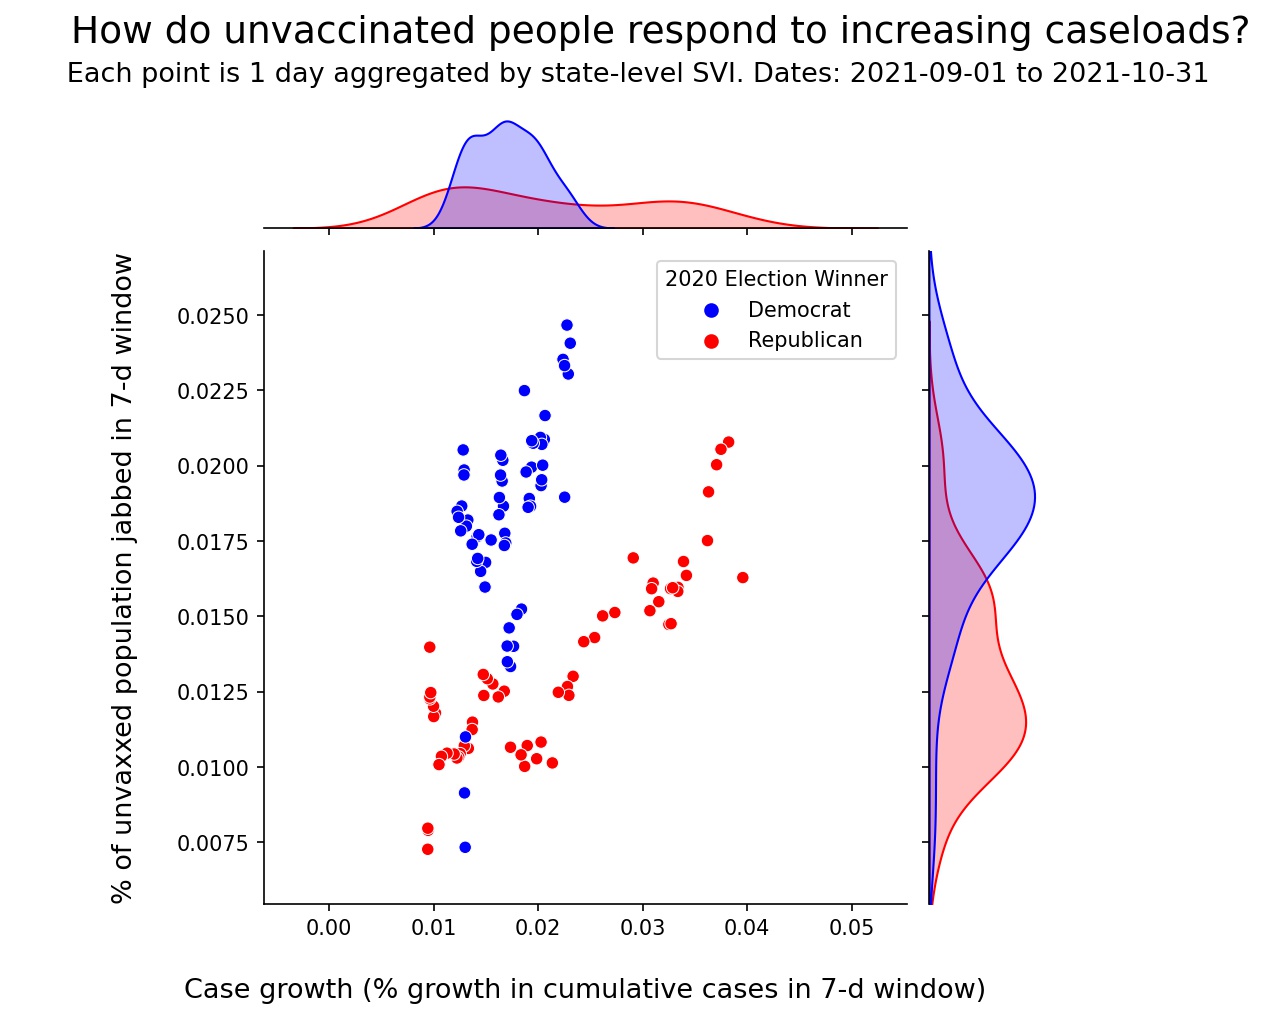 How do unvaccinated people respond to increasing caseloads?
Each point is 1 day aggregated by state-level SVI. Dates: 2021-09-01 to 2021-10-31
% of unvaxxed population jabbed in 7-d window
0.0250
0.0225
0.0200
0.0175
0.0150
0.0125
0.0100
0.0075
2020 Election Winner
Democrat
Republican
0.00 0.01 0.02 0.03 0.04 0.05
Case growth (% growth in cumulative cases in 7-d window)